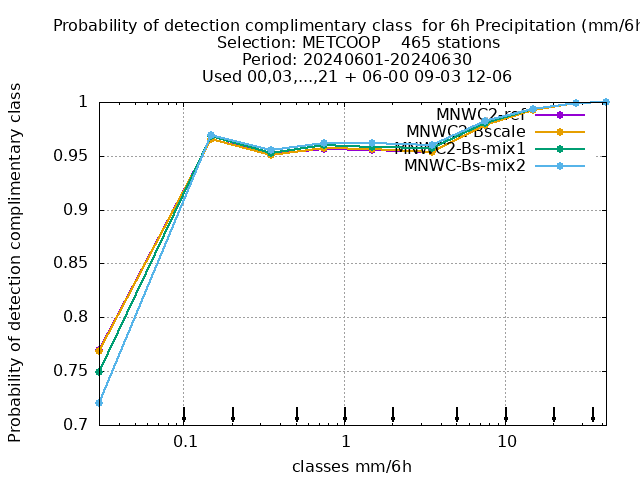 Probability of detection complimentary class  for 6h Precipitation (mm/6h
Selection: METCOOP    465 stations
Period: 20240601-20240630
Used 00,03,...,21 + 06-00 09-03 12-06
Probability of detection complimentary class
1
0.95
0.9
0.85
0.8
0.75
0.7
MNWC2-ref
MNWC2-Bscale
MNWC2-Bs-mix1
MNWC-Bs-mix2
0.1
1
10
classes mm/6h